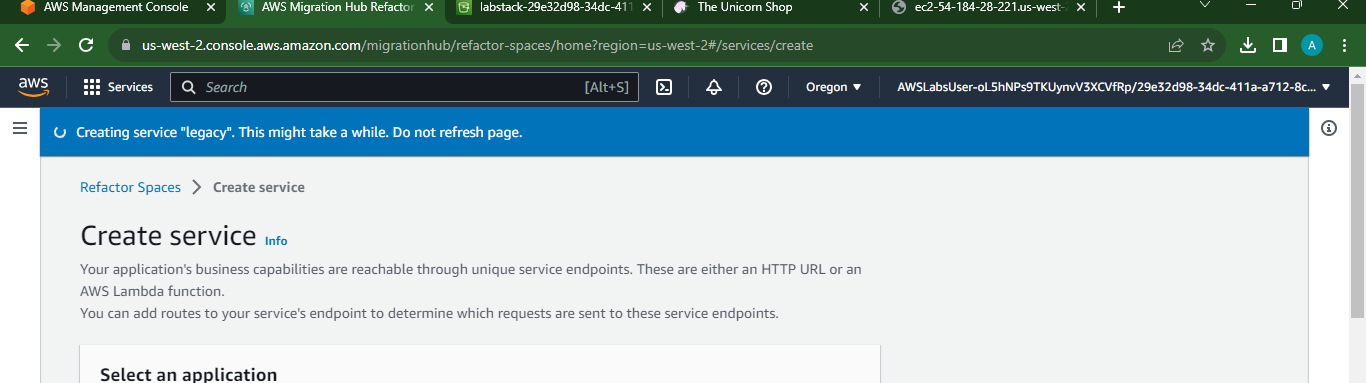 AWS Management Console
AWS Migration Hub Refactor
labstack-29e32d98-34dc-411
The Unicorn Shop
ec2-54-184-28-221.us-west-
us-west-2.console.aws.amazon.com/migrationhub/refactor-spaces/home?region=us-west-2#/services/create
A
aws
Services
Search
[Alt+S]
Oregon
AWSLabsUser-oL5hNPs9TKUynvV3XCVfRp/29e32d98-34dc-411a-a712-8c...
Creating service "legacy". This might take a while. Do not refresh page.
Refactor Spaces > Create service
Create service Info
Your application's business capabilities are reachable through unique service endpoints. These are either an HTTP URL or an
AWS Lambda function.
You can add routes to your service's endpoint to determine which requests are sent to these service endpoints.
Select an application